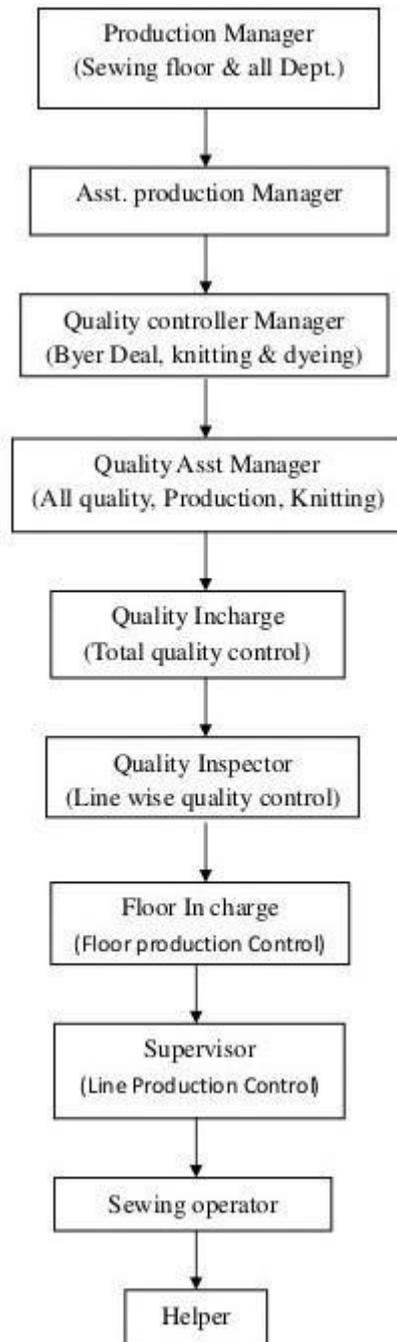 Production Manager
(Sewing floor & all Dept.)
Asst. production Manager
Quality controller Manager
(Byer Deal, knitting & dyeing)
Quality Asst Manager
(All quality, Production, Knitting)
Quality Incharge
(Total quality control)
Quality Inspector
(Line wise quality control)
Floor In charge
(Floor production Control)
Supervisor
(Line Production Control)
Sewing operator
Helper